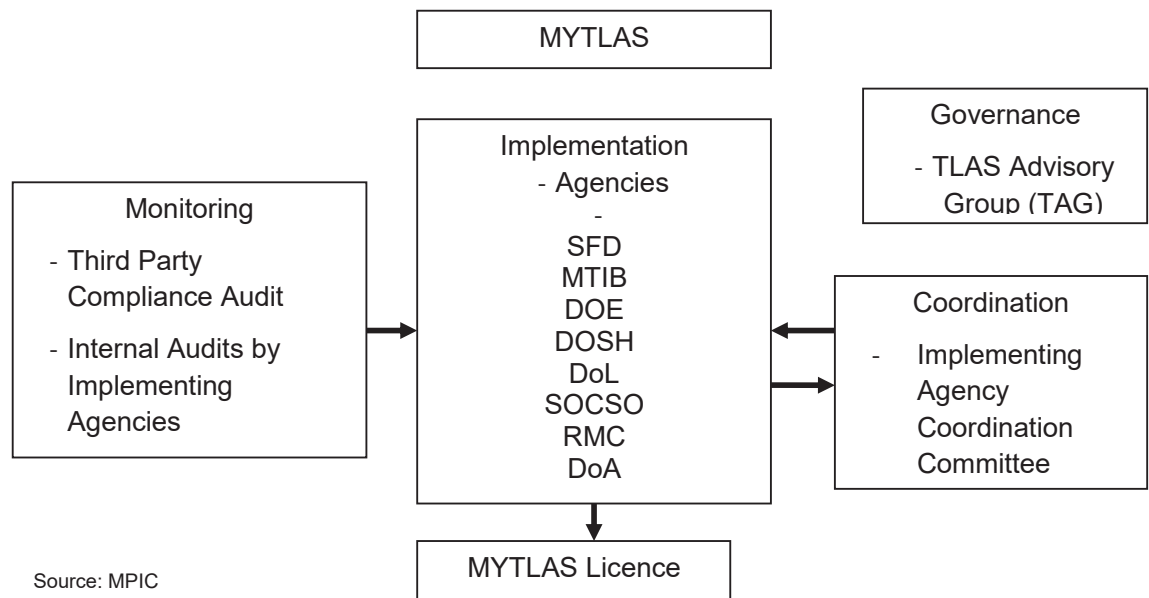 MYTLAS
Governance
- TLAS Advisory
Group (TAG)
Implementation
- Agencies
-
SFD
MTIB
DOE
DOSH
DoL
SOCSO
RMC
DoA
Monitoring
- Third Party
Compliance Audit
- Internal Audits by
Implementing
Agencies
Coordination
- Implementing
Agency
Coordination
Committee
MYTLAS Licence
Source: MPIC